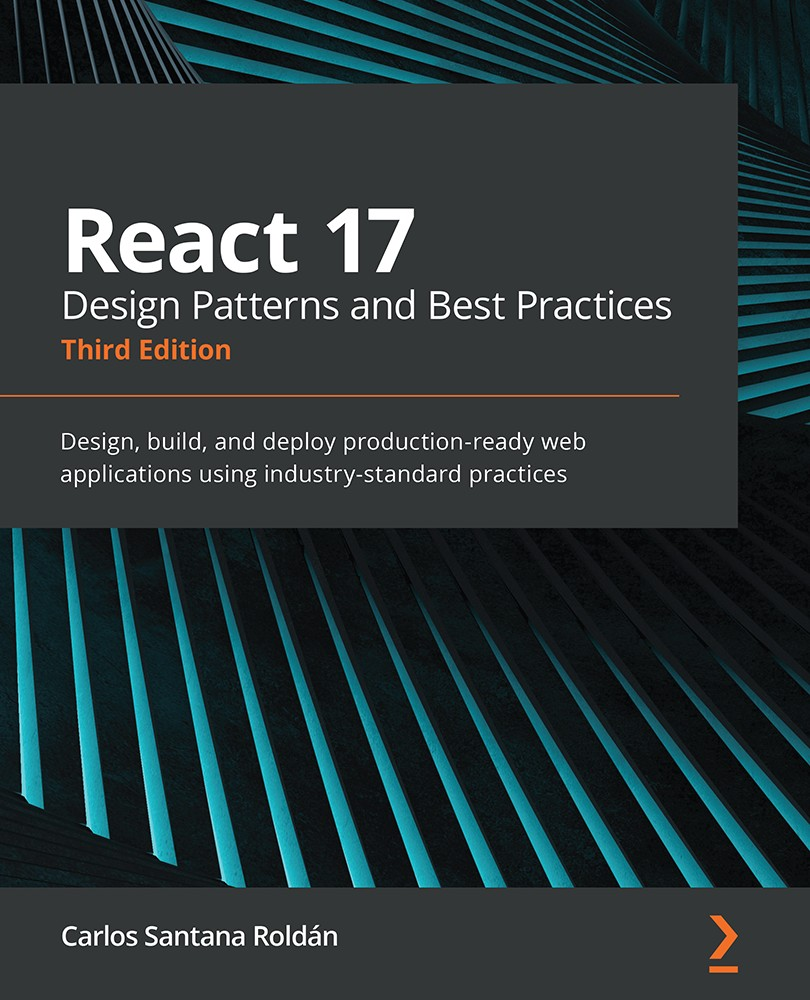 React 17
Design Patterns and Best Practices
Third Edition
Design, build, and deploy production-ready web
applications using industry-standard practices
Carlos Santana Roldán